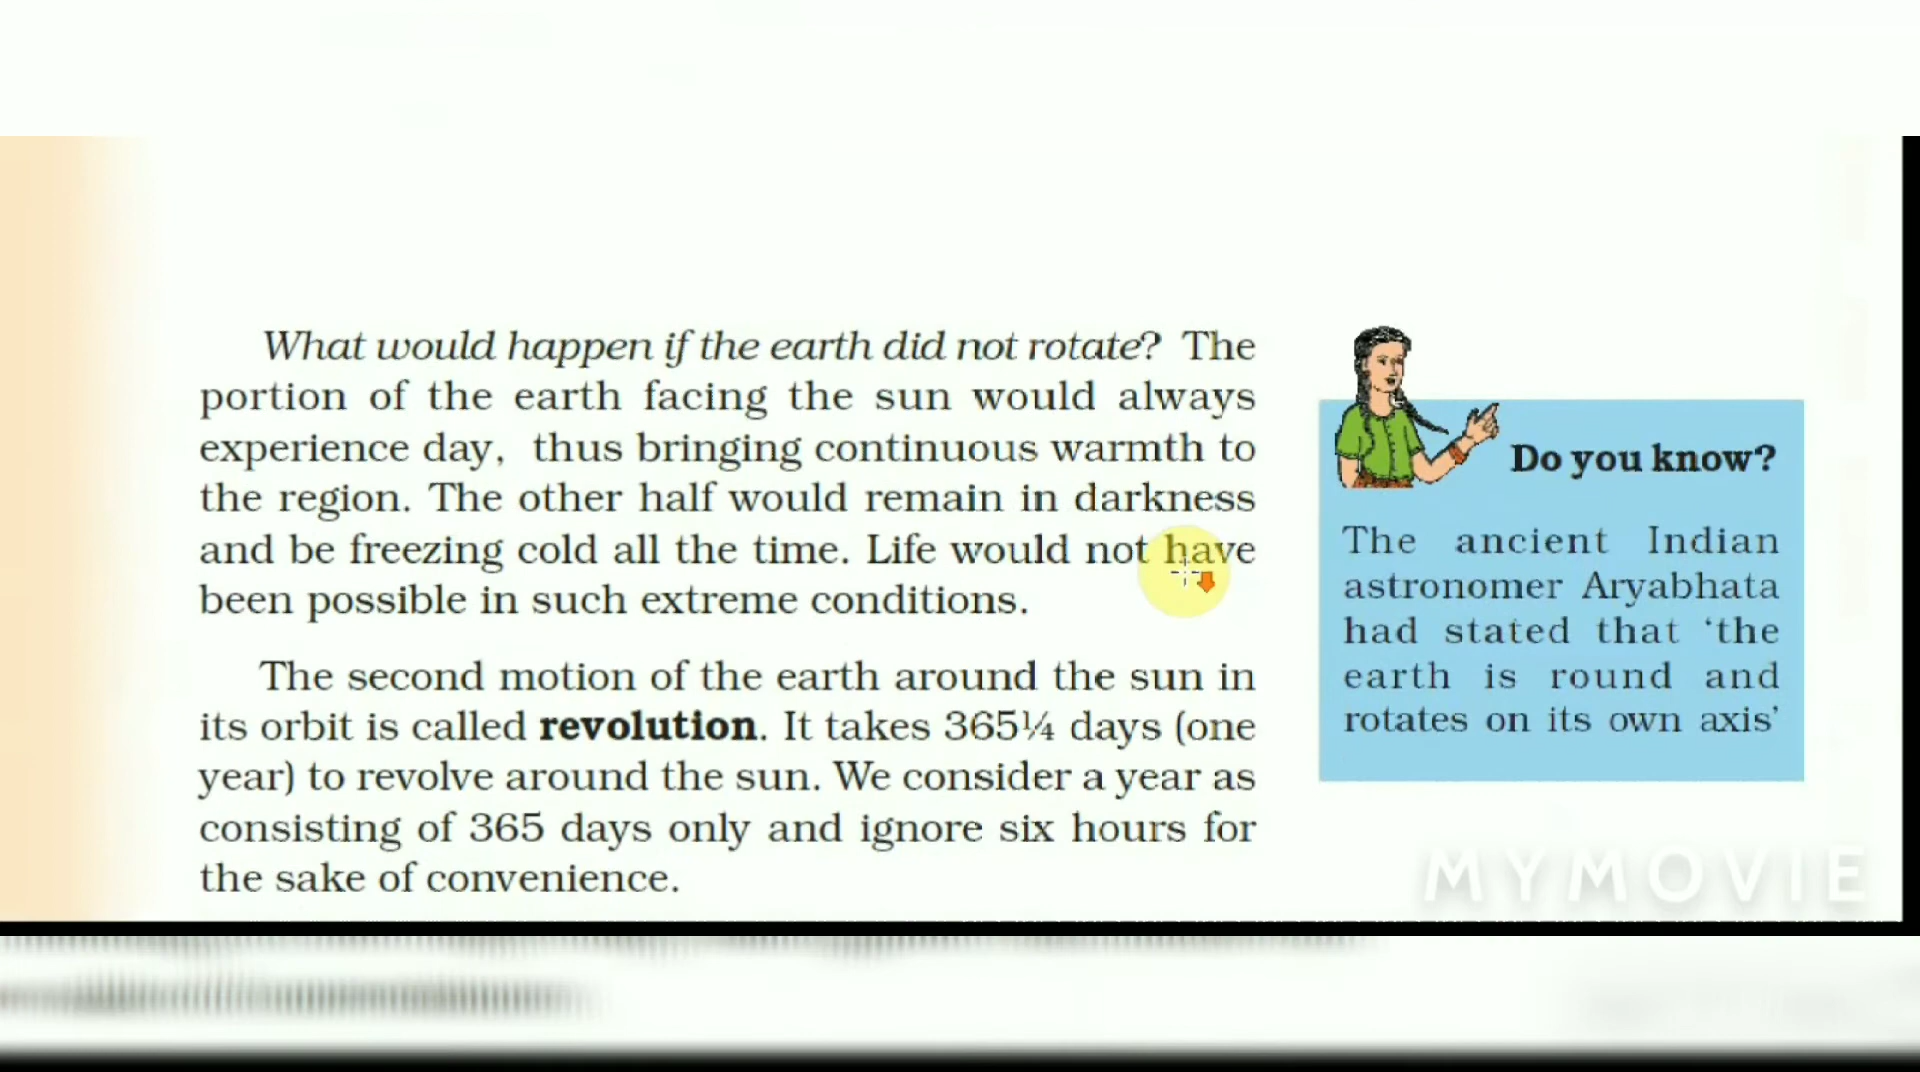 What would happen if the earth did not rotate? The
portion of the earth facing the sun would always
experience day, thus bringing continuous warmth to
the region. The other half would remain in darkness
and be freezing cold all the time. Life would not have
been possible in such extreme conditions.
The second motion of the earth around the sun in
its orbit is called revolution. It takes 365¼ days (one
year) to revolve around the sun. We consider a year as
consisting of 365 days only and ignore six hours for
the sake of convenience.
Do you know?
The ancient Indian
astronomer Aryabhata
had stated that ‘the
earth is round and
rotates on its own axis’
MYMOVIE